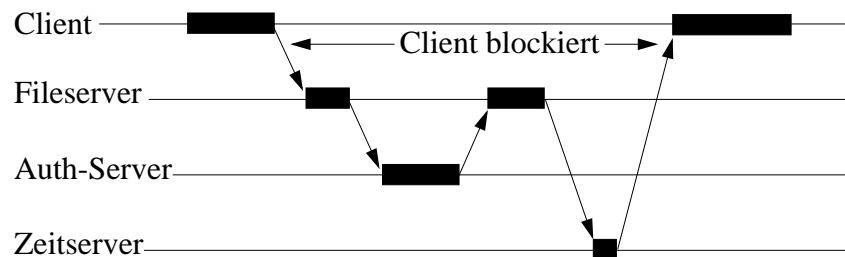 Client
Client blockiert
Fileserver
Auth-Server
Zeitserver